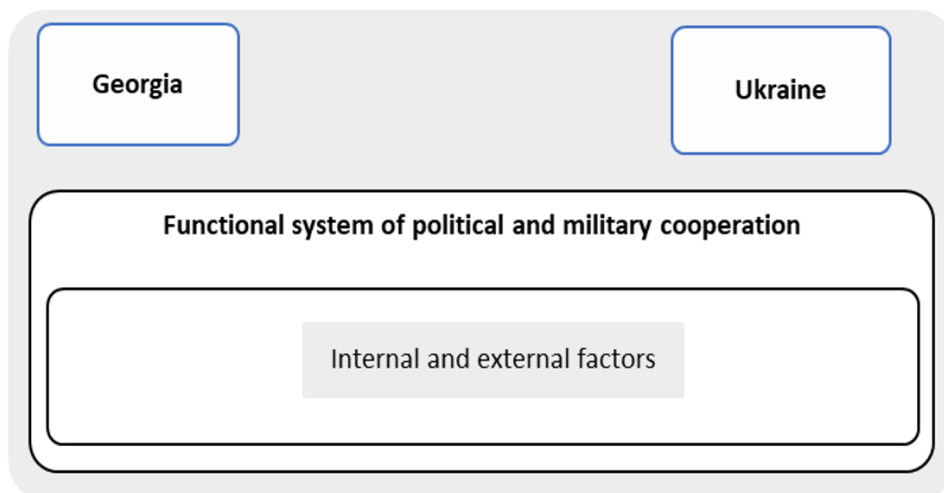 Georgia
Ukraine
Functional system of political and military cooperation
Internal and external factors